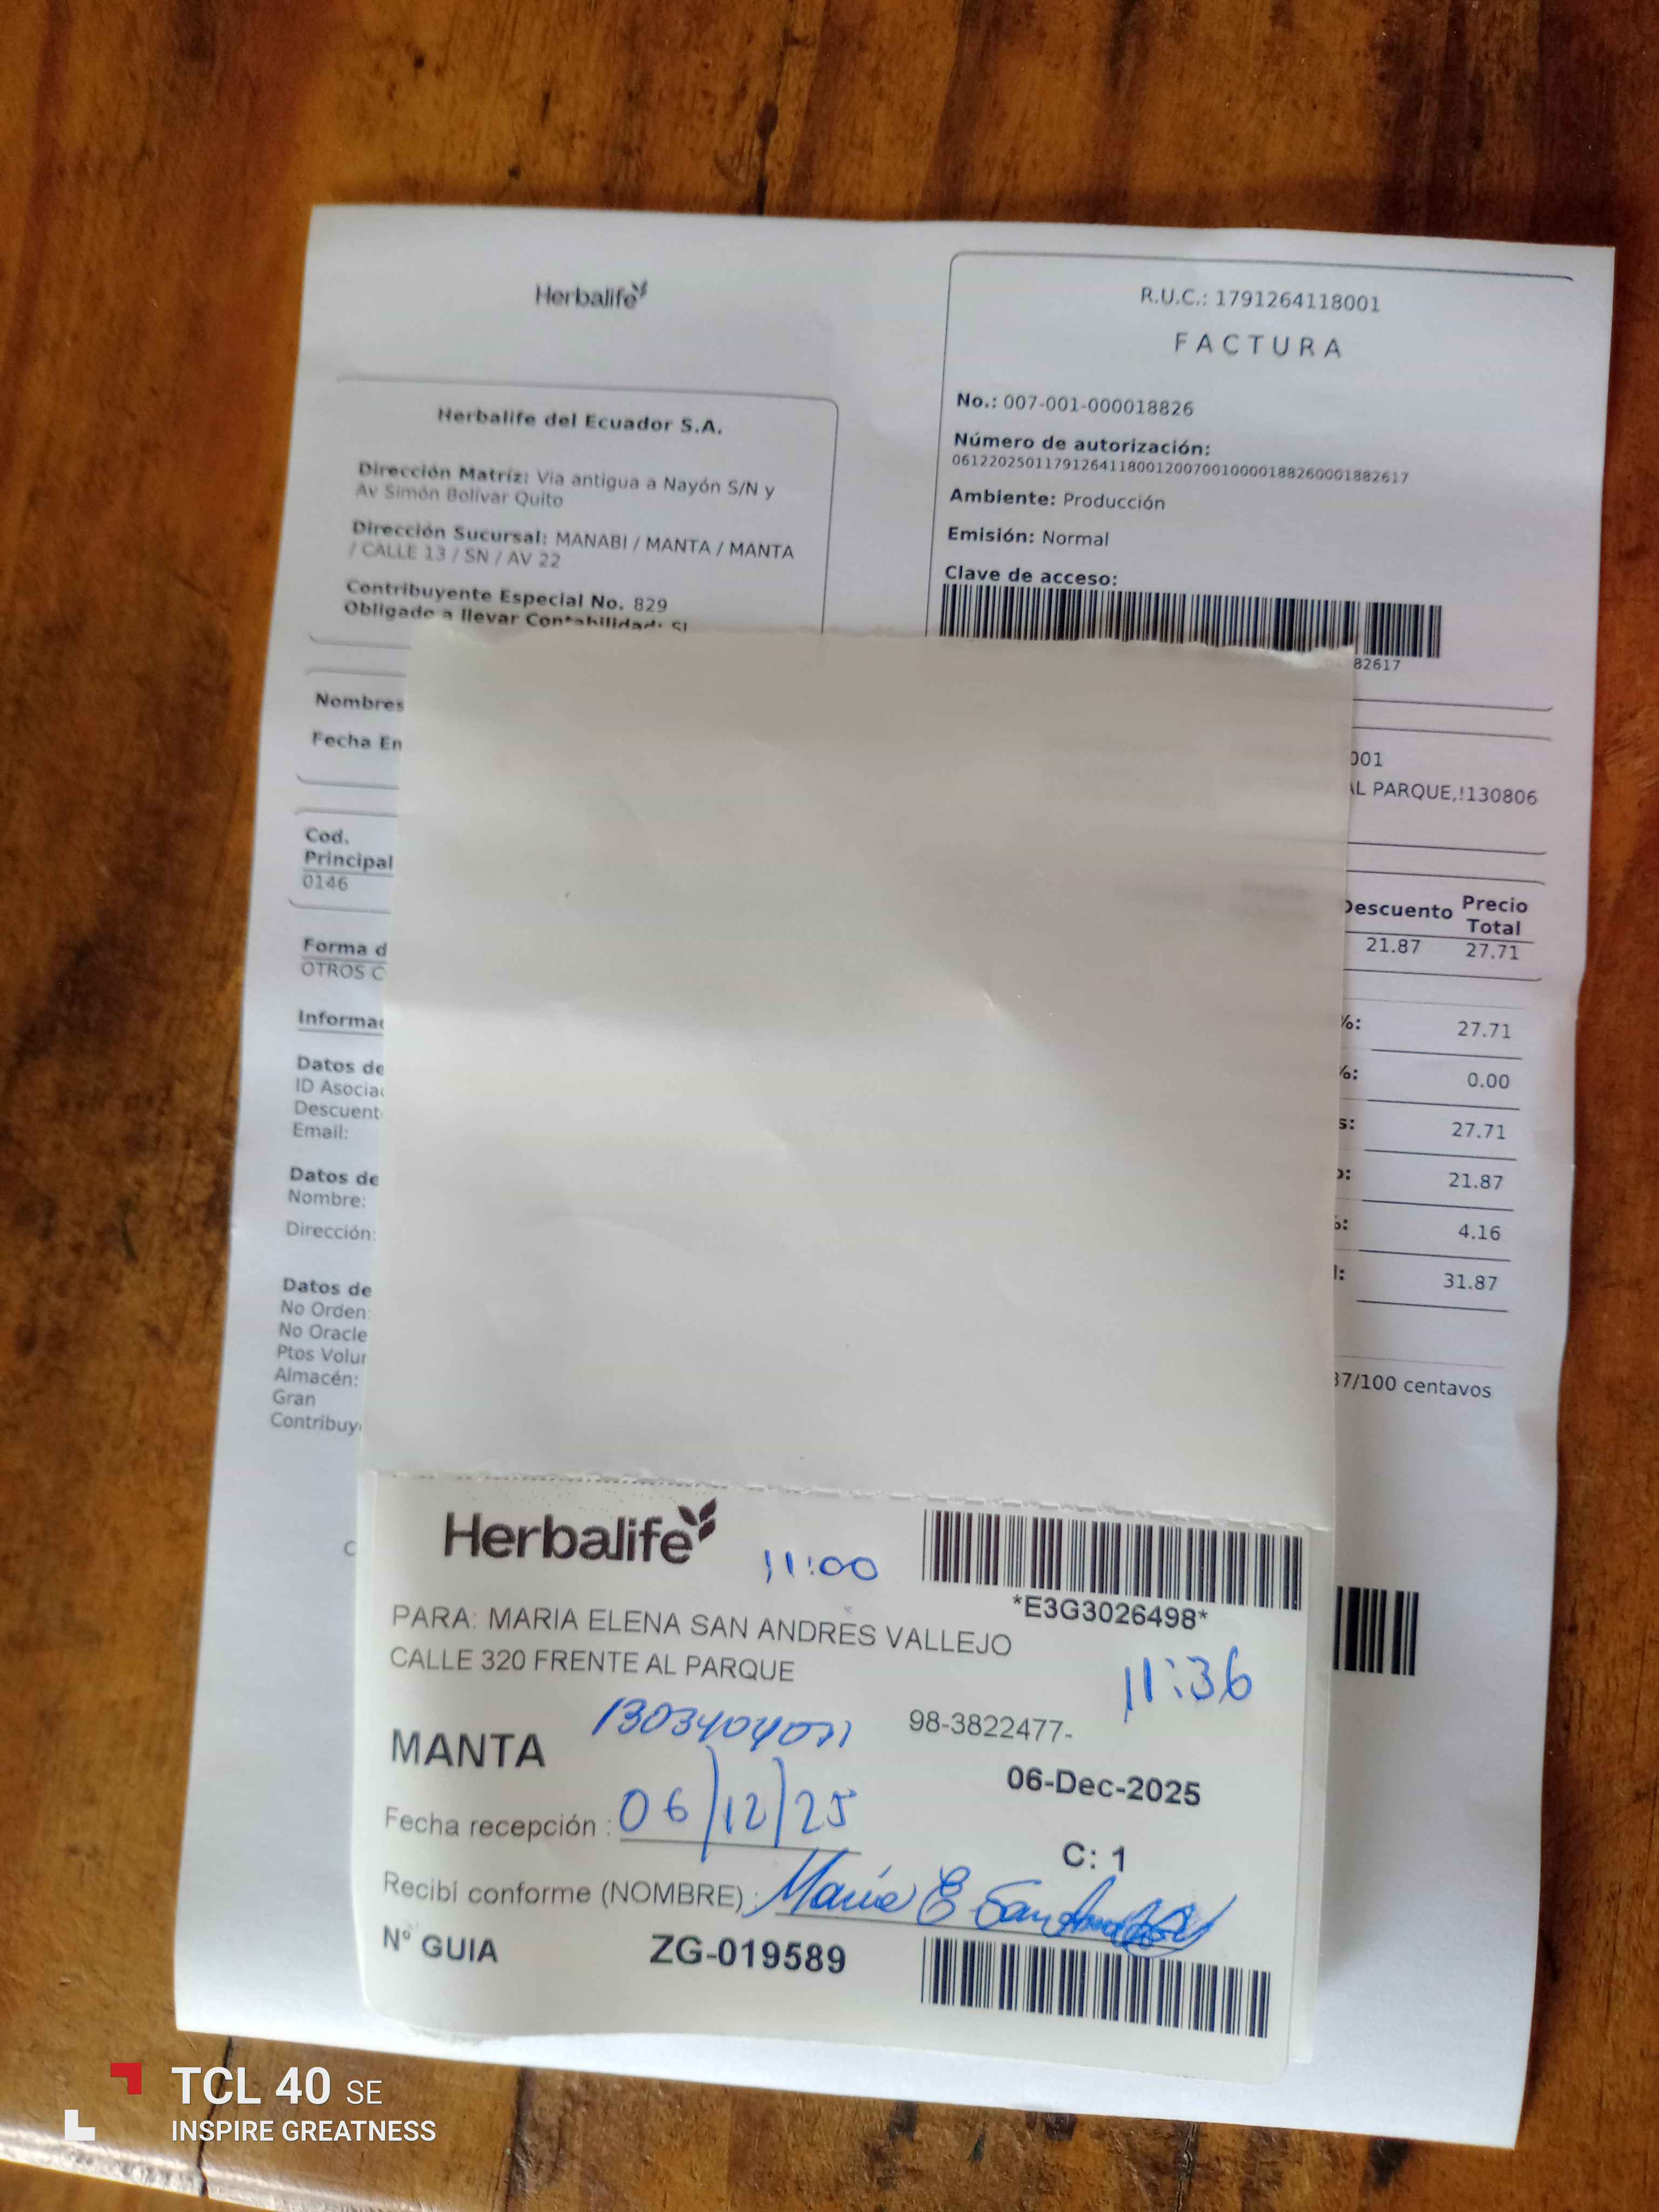 Herbalife
R.U.C.: 1791264118001
FACTURA
No.: 007-001-000018826
Número de autorización:
0612202501179126411800120070010000188260001882617
Ambiente: Producción
Emisión: Normal
Clave de acceso:
82617
Herbalife del Ecuador S.A.
Dirección Matríz: Via antigua a Nayón S/N y
Av Simón Bolívar Quito
Dirección Sucursal: MANABI / MANTA / MANTA
/ CALLE 13 / SN / AV 22
Contribuyente Especial No. 829
Obligado a llevar Contabilidad: SI
Nombres
Fecha En
001
AL PARQUE,!130806
Cod.
Principal
0146
Descuento Precio
Total
21.87 27.71
Forma d
OTROS C
Informac
Datos de
ID Asociac
Descuent
Email:
Datos de
Nombre:
Dirección:
Datos de
No Orden:
No Oracle
Ptos Volur
Almacén:
Gran
Contribuy
%: 27.71
%: 0.00
s: 27.71
o: 21.87
%: 4.16
l: 31.87
37/100 centavos
Herbalife
11:00
*E3G3026498*
PARA: MARIA ELENA SAN ANDRES VALLEJO
CALLE 320 FRENTE AL PARQUE
11:36
1303404071
98-3822477-
MANTA
06-Dec-2025
Fecha recepción : 06/12/25
C: 1
Recibí conforme (NOMBRE) : Maria E San
N° GUIA ZG-019589
TCL 40 SE
INSPIRE GREATNESS